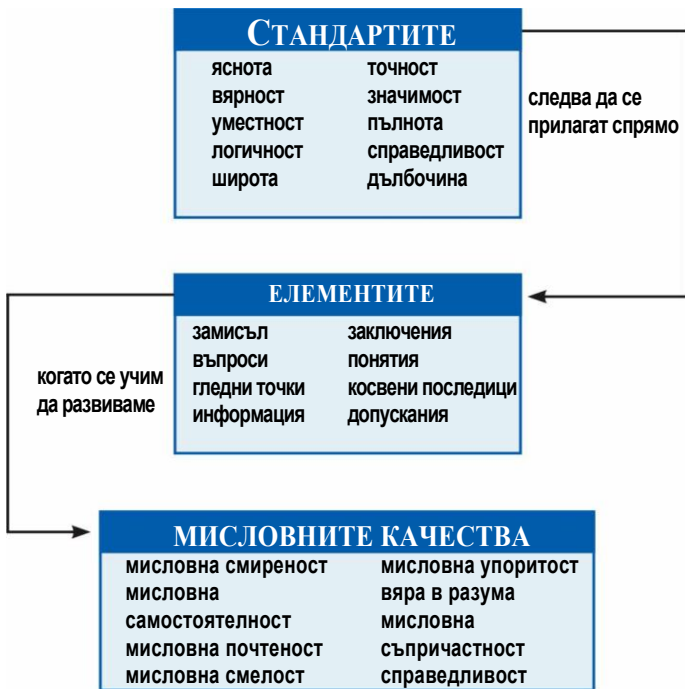 СТАНДАРТИТЕ
яснота точност
вярност значимост
уместност пълнота
логичност справедливост
широта дълбочина
следва да се
прилагат спрямо
ЕЛЕМЕНТИТЕ
замисъл заключения
въпроси понятия
гледни точки косвени последици
информация допускания
когато се учим
да развиваме
МИСЛОВНИТЕ КАЧЕСТВА
мисловна смиреност мисловна упоритост
мисловна вяра в разума
самостоятелност мисловна
мисловна почтеност съпричастност
мисловна смелост справедливост